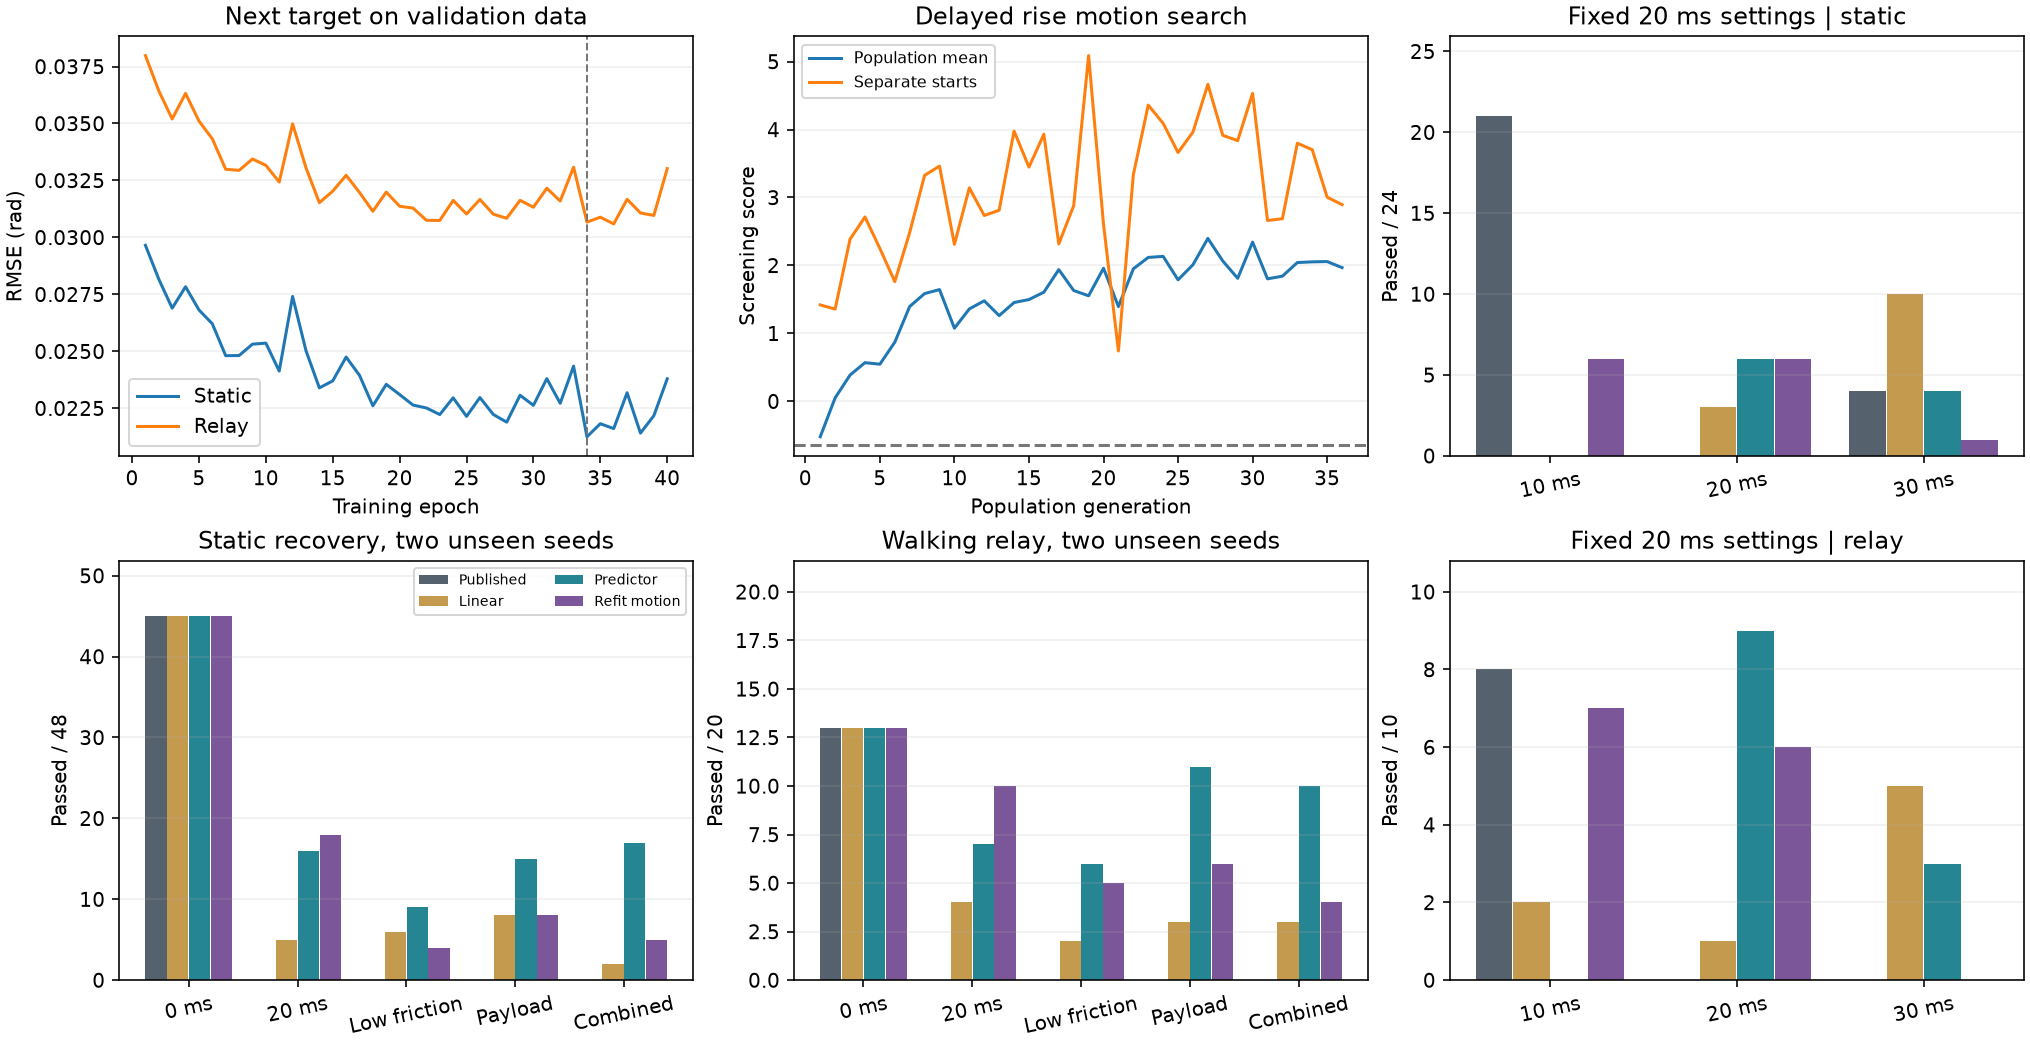 Next target on validation data
0.0375
0.0350
0.0325
0.0300
0.0275
0.0250
0.0225
RMSE (rad)
Static
Relay
0 5 10 15 20 25 30 35 40
Training epoch
Delayed rise motion search
5
4
3
2
1
0
Screening score
Population mean
Separate starts
0 5 10 15 20 25 30 35
Population generation
Fixed 20 ms settings | static
25
20
15
10
5
0
Passed / 24
10 ms 20 ms 30 ms
Static recovery, two unseen seeds
50
40
30
20
10
0
Passed / 48
Published Predictor
Linear Refit motion
0 ms 20 ms Low friction Payload Combined
Walking relay, two unseen seeds
20.0
17.5
15.0
12.5
10.0
7.5
5.0
2.5
0.0
Passed / 20
0 ms 20 ms Low friction Payload Combined
Fixed 20 ms settings | relay
10
8
6
4
2
0
Passed / 10
10 ms 20 ms 30 ms